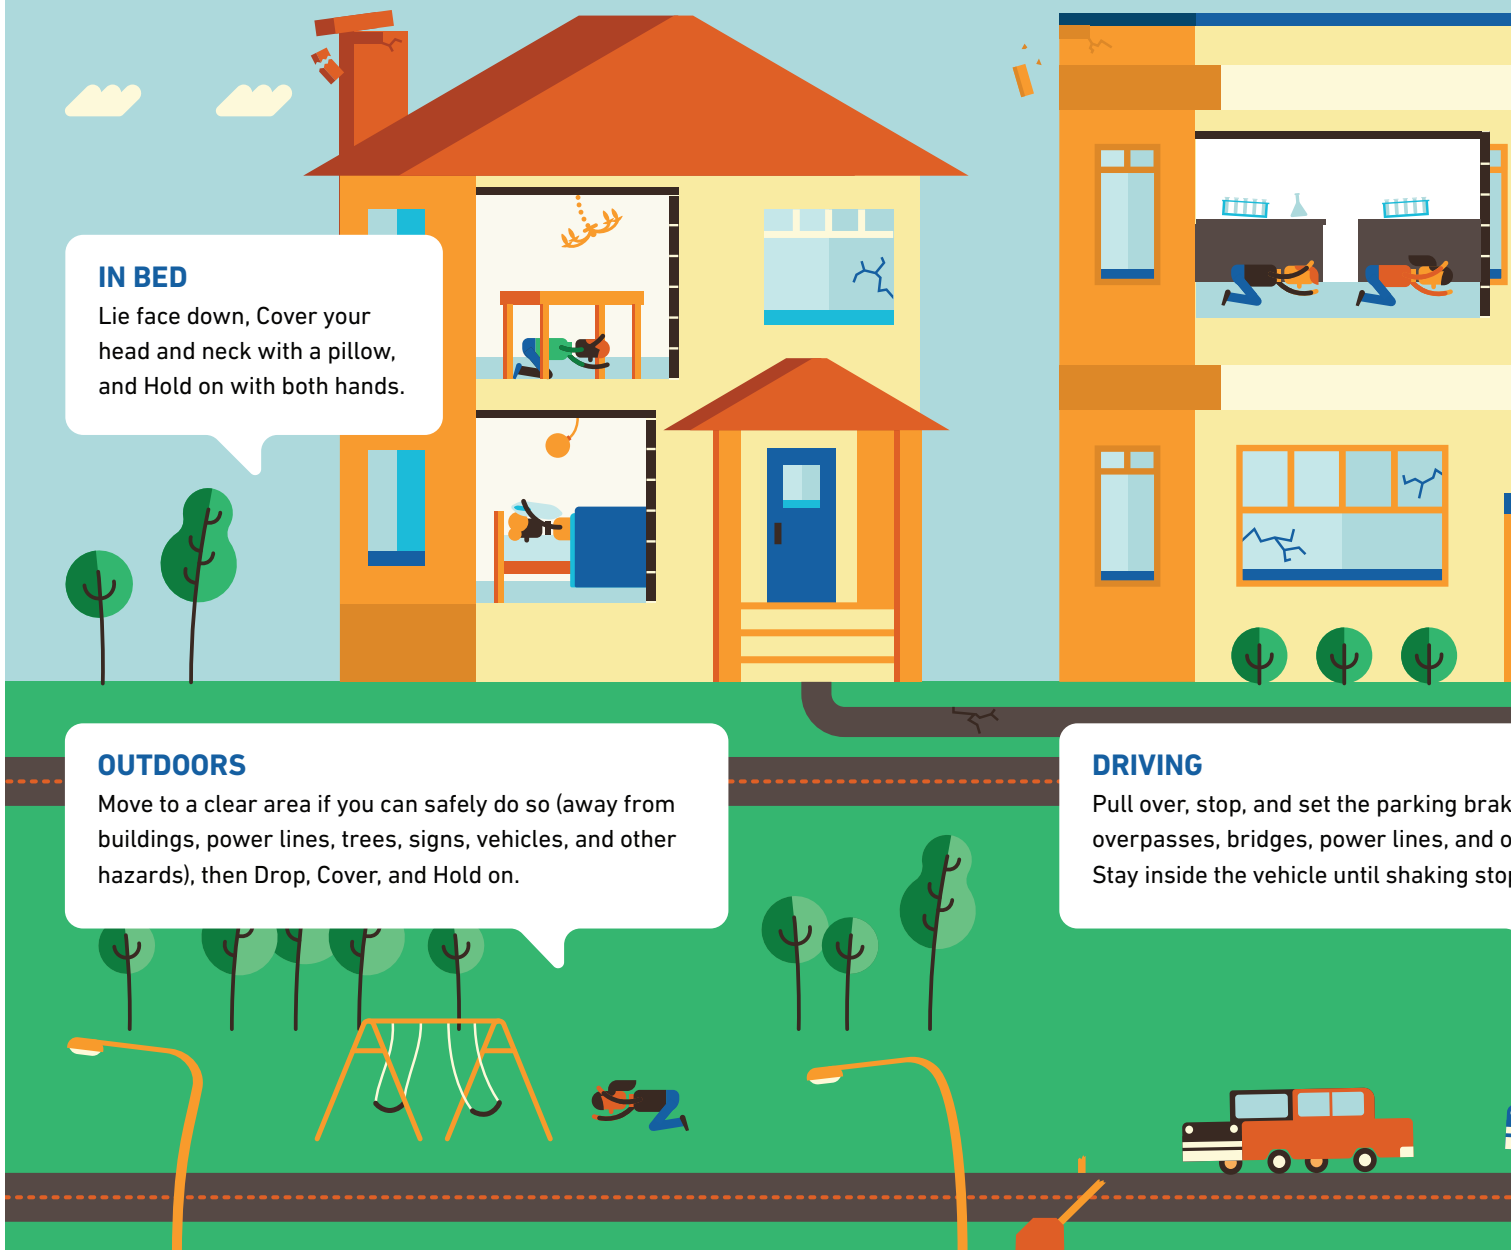 IN BED
Lie face down, Cover your
head and neck with a pillow,
and Hold on with both hands.
OUTDOORS
Move to a clear area if you can safely do so (away from
buildings, power lines, trees, signs, vehicles, and other
hazards), then Drop, Cover, and Hold on.
DRIVING
Pull over, stop, and set the parking
overpasses, bridges, power lines, and
Stay inside the vehicle until shaking